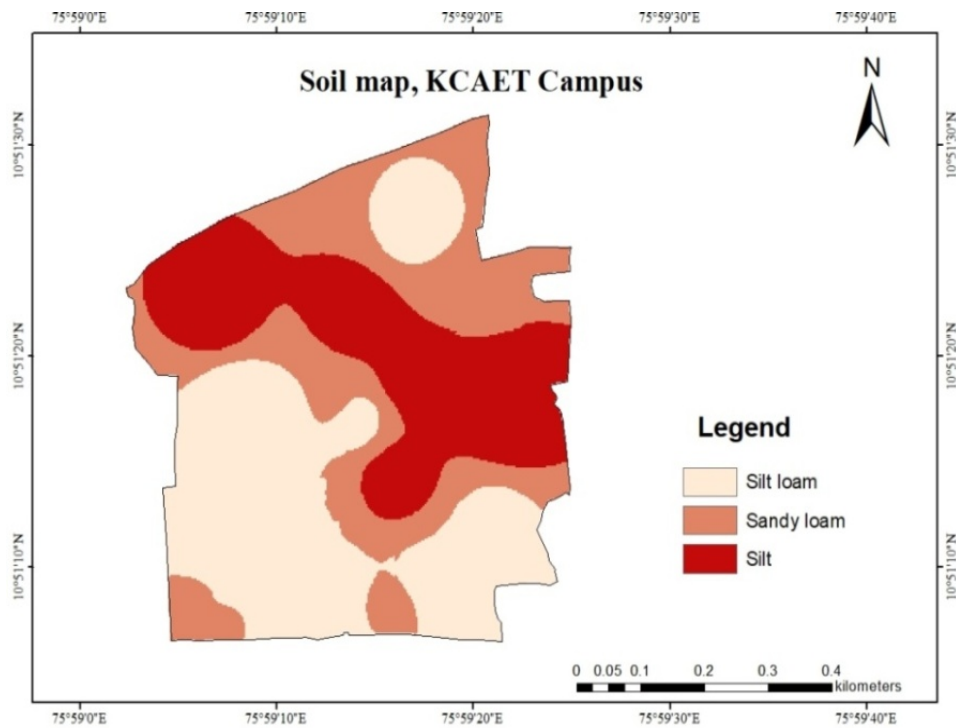 75°59'0"E 75°59'10"E 75°59'20"E 75°59'30"E 75°59'40"E
Soil map, KCAET Campus
N
10°51'30"N 10°51'30"N
10°51'20"N 10°51'20"N
Legend
Silt loam
Sandy loam
Silt
10°51'10"N 10°51'10"N
0 0.05 0.1 0.2 0.3 0.4
kilometers
75°59'0"E 75°59'10"E 75°59'20"E 75°59'30"E 75°59'40"E